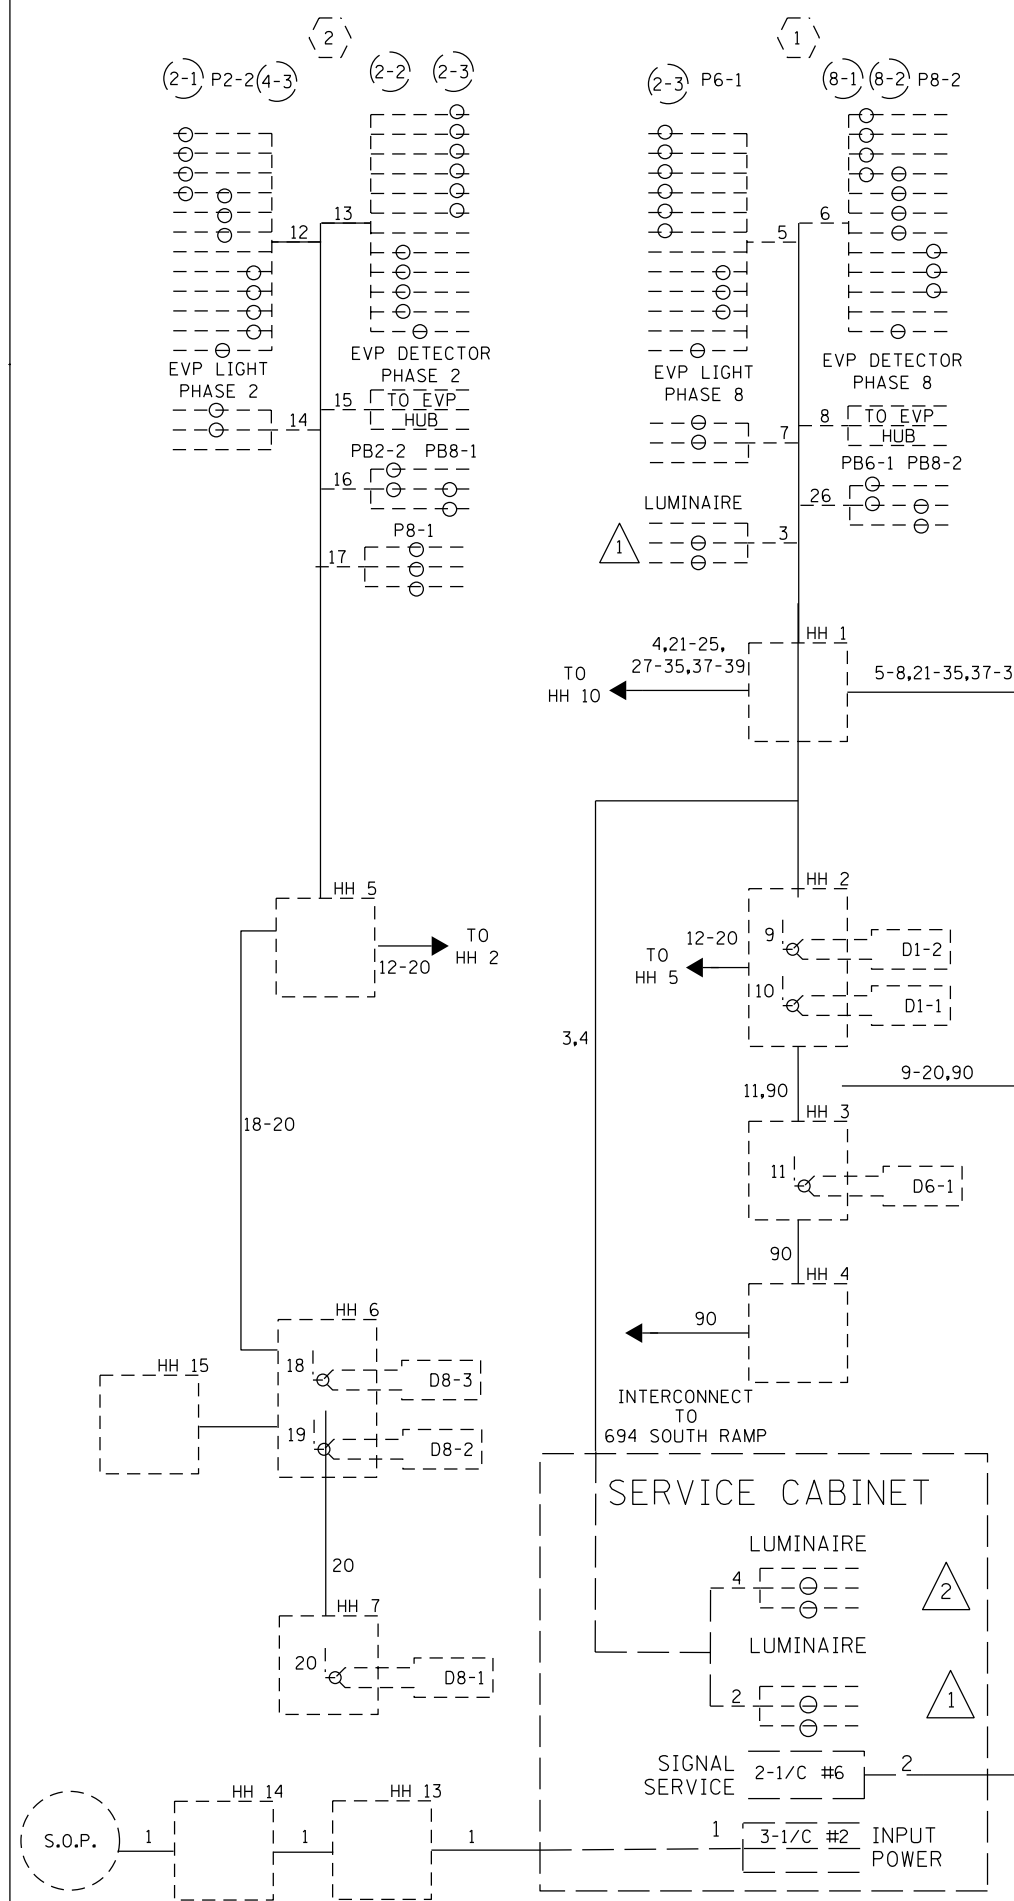 2
1
2-1 P2-2 4-3
2-2 2-3
2-3 P6-1
8-1 8-2 P8-2
13
12
6
5
EVP LIGHT
PHASE 2
EVP DETECTOR
PHASE 2
EVP LIGHT
PHASE 8
EVP DETECTOR
PHASE 8
15
TO EVP
HUB
14
8
TO EVP
HUB
7
PB2-2 PB8-1
16
PB6-1 PB8-2
26
LUMINAIRE
3
1
P8-1
17
HH 1
4,21-25,
27-35,37-39
TO
HH 10
5-8,21-35,37-3
HH 5
TO
HH 2
12-20
HH 2
12-20
TO
HH 5
9
D1-2
10
D1-1
3,4
11,90
9-20,90
HH 3
11
D6-1
18-20
90
HH 4
90
INTERCONNECT
TO
694 SOUTH RAMP
HH 6
18
D8-3
HH 15
19
D8-2
20
HH 7
20
D8-1
SERVICE CABINET
LUMINAIRE
4
2
LUMINAIRE
2
1
SIGNAL
SERVICE
2-1/C #6
2
S.O.P.
1
HH 14
1
HH 13
1
1
3-1/C #2
INPUT
POWER